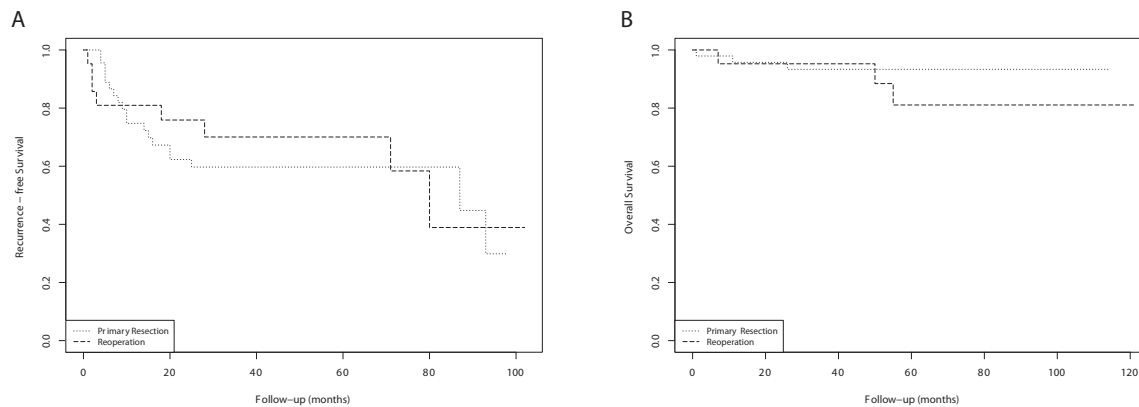 A
Recurrence – free Survival
1.0
0.8
0.6
0.4
0.2
0.0
Primary Resection
Reoperation
0 20 40 60 80 100
Follow–up (months)
B
Overall Survival
1.0
0.8
0.6
0.4
0.2
0.0
Primary Resection
Reoperation
0 20 40 60 80 100 120
Follow–up (months)